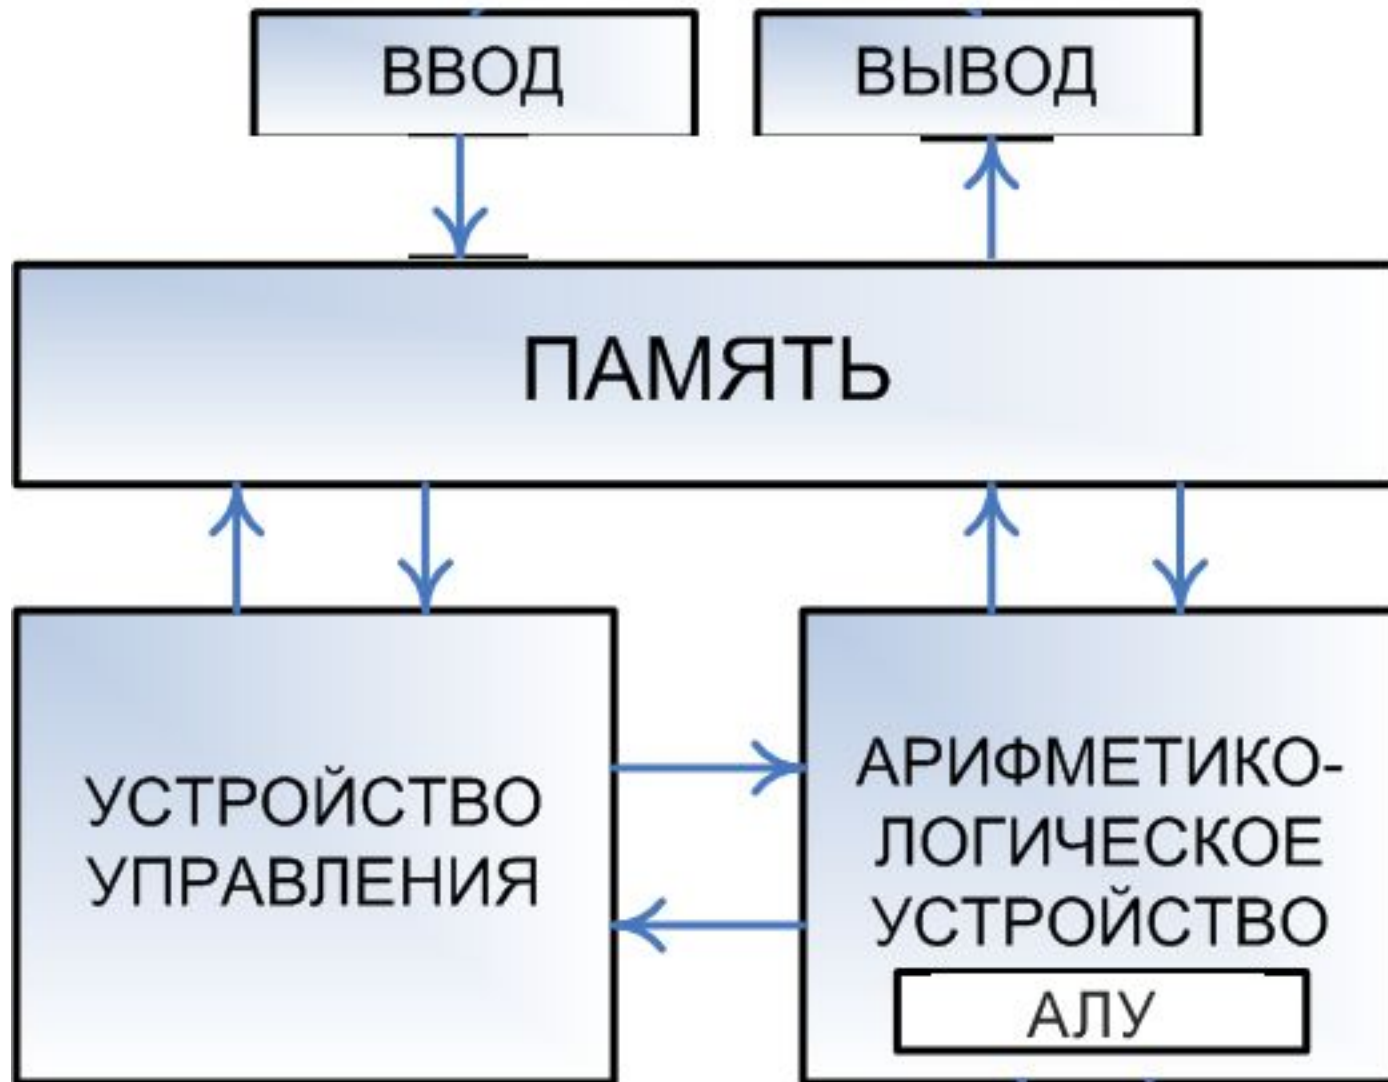 ВВОД
ВЫВОД
ПАМЯТЬ
УСТРОЙСТВО
УПРАВЛЕНИЯ
АРИФМЕТИКО-
ЛОГИЧЕСКОЕ
УСТРОЙСТВО
АЛУ